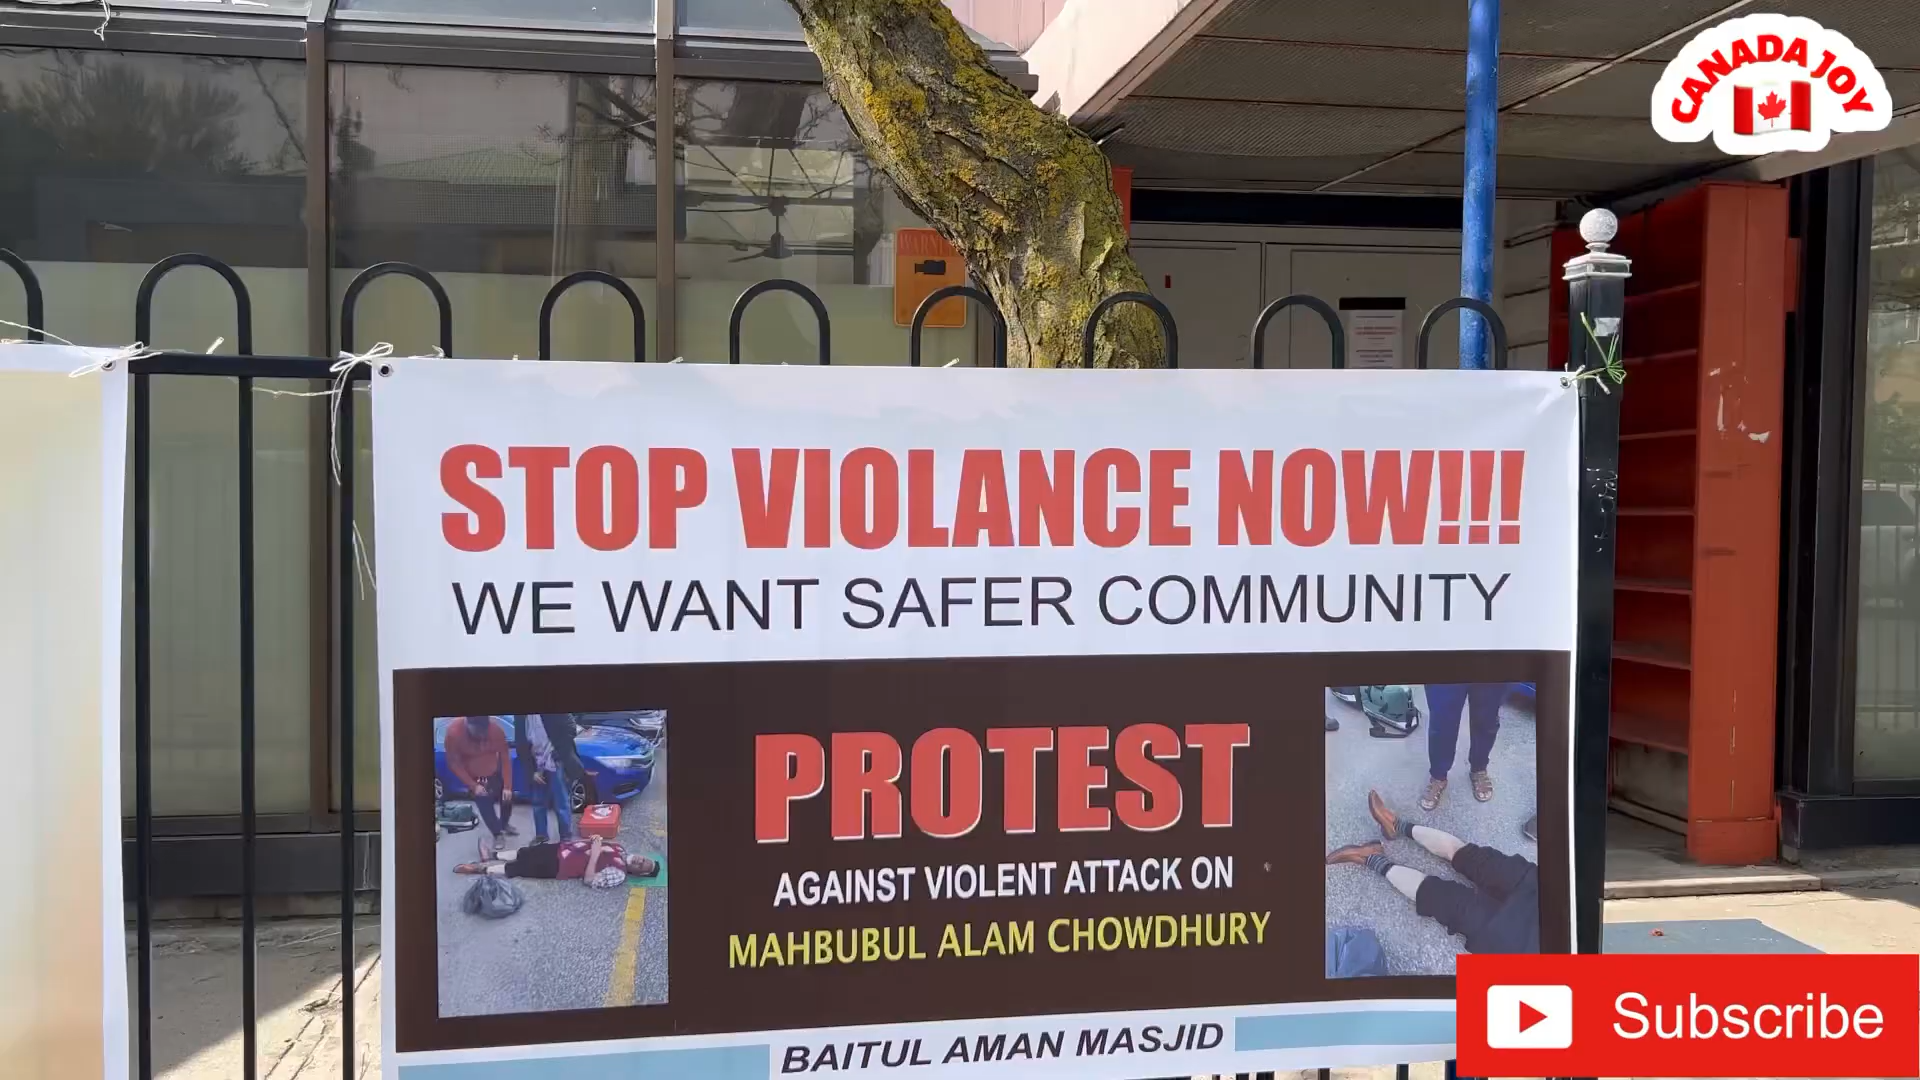 CANADA JOY
WARNING
STOP VIOLANCE NOW!!!
WE WANT SAFER COMMUNITY
PROTEST
AGAINST VIOLENT ATTACK ON
MAHBUBUL ALAM CHOWDHURY
BAITUL AMAN MASJID
Subscribe